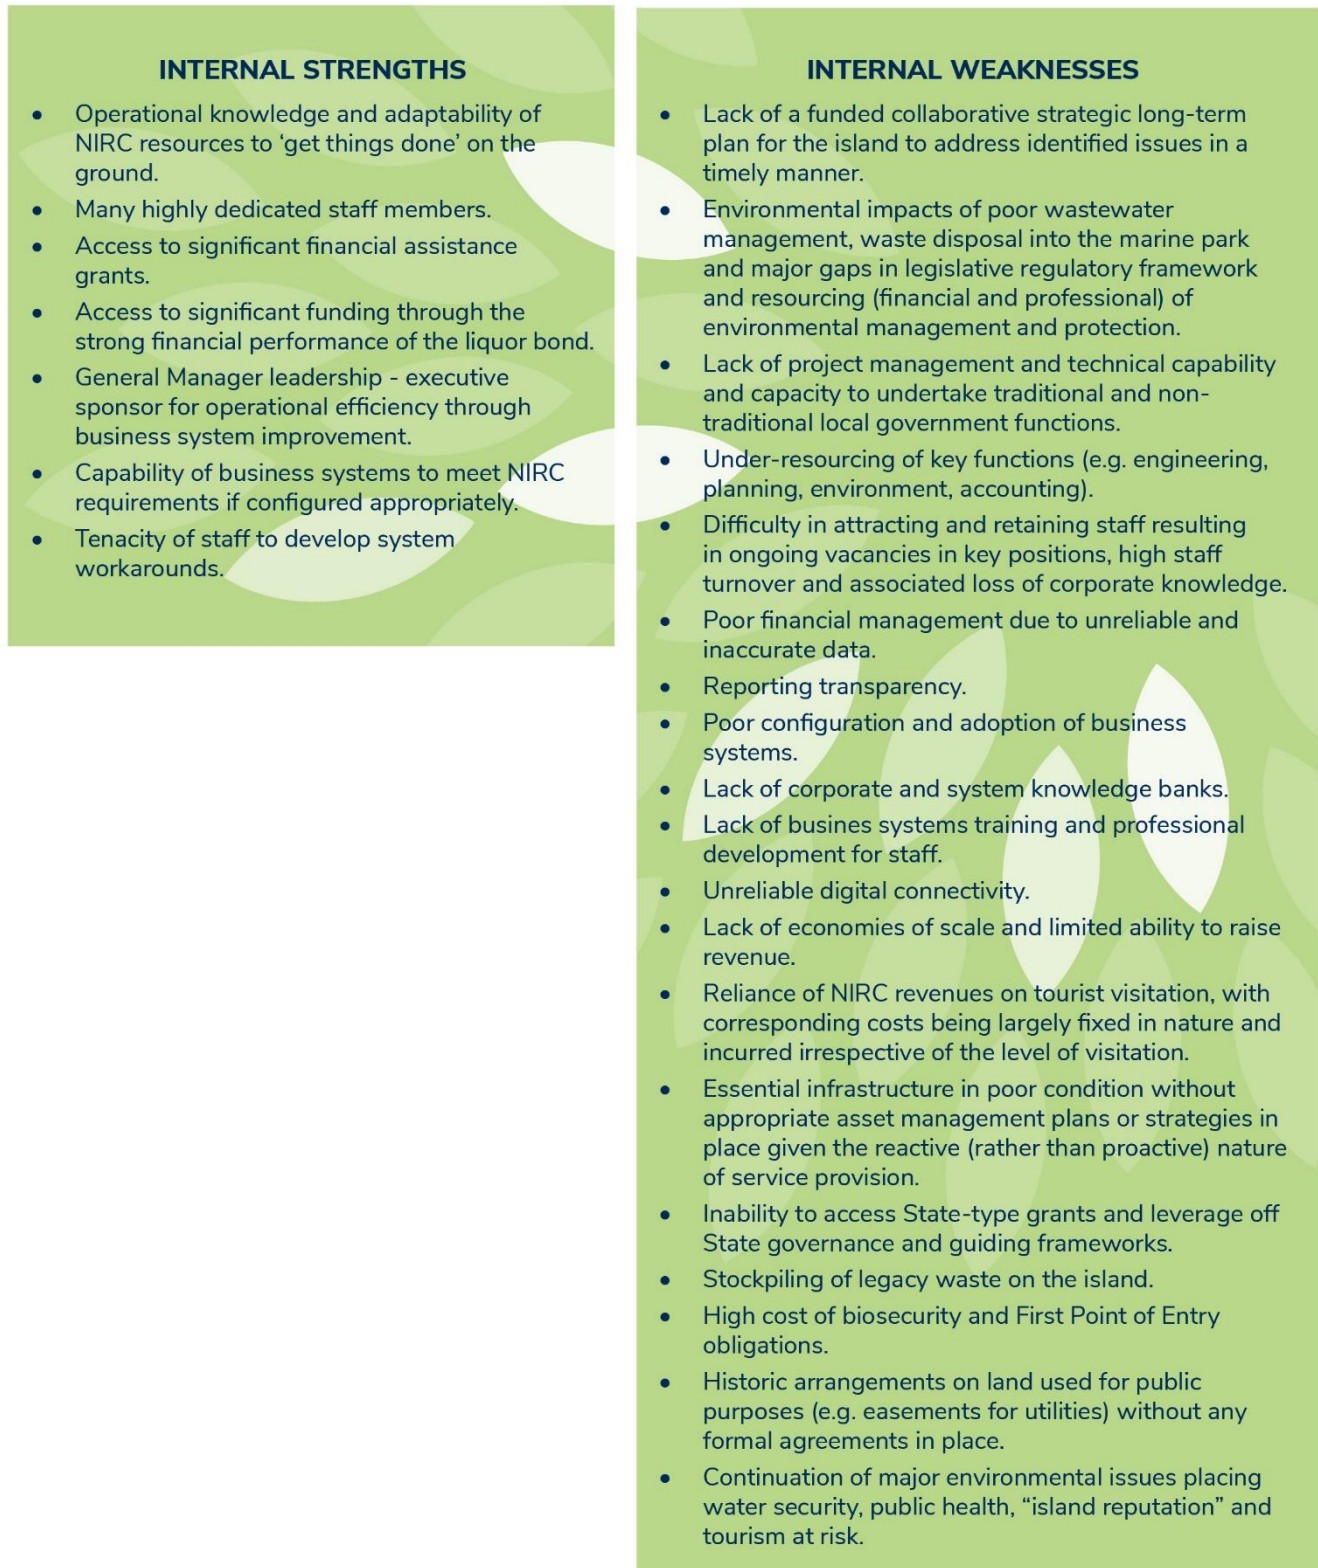 INTERNAL STRENGTHS
• Operational knowledge and adaptability of
NIRC resources to ‘get things done’ on the
ground.
• Many highly dedicated staff members.
• Access to significant financial assistance
grants.
• Access to significant funding through the
strong financial performance of the liquor bond.
• General Manager leadership - executive
sponsor for operational efficiency through
business system improvement.
• Capability of business systems to meet NIRC
requirements if configured appropriately.
• Tenacity of staff to develop system
workarounds.
INTERNAL WEAKNESSES
• Lack of a funded collaborative strategic long-term
plan for the island to address identified issues in a
timely manner.
• Environmental impacts of poor wastewater
management, waste disposal into the marine park
and major gaps in legislative regulatory framework
and resourcing (financial and professional) of
environmental management and protection.
• Lack of project management and technical capability
and capacity to undertake traditional and non-
traditional local government functions.
• Under-resourcing of key functions (e.g. engineering,
planning, environment, accounting).
• Difficulty in attracting and retaining staff resulting
in ongoing vacancies in key positions, high staff
turnover and associated loss of corporate knowledge.
• Poor financial management due to unreliable and
inaccurate data.
• Reporting transparency.
• Poor configuration and adoption of business
systems.
• Lack of corporate and system knowledge banks.
• Lack of busines systems training and professional
development for staff.
• Unreliable digital connectivity.
• Lack of economies of scale and limited ability to raise
revenue.
• Reliance of NIRC revenues on tourist visitation, with
corresponding costs being largely fixed in nature and
incurred irrespective of the level of visitation.
• Essential infrastructure in poor condition without
appropriate asset management plans or strategies in
place given the reactive (rather than proactive) nature
of service provision.
• Inability to access State-type grants and leverage off
State governance and guiding frameworks.
• Stockpiling of legacy waste on the island.
• High cost of biosecurity and First Point of Entry
obligations.
• Historic arrangements on land used for public
purposes (e.g. easements for utilities) without any
formal agreements in place.
• Continuation of major environmental issues placing
water security, public health, “island reputation” and
tourism at risk.